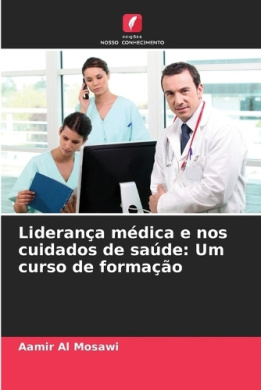 edições
NOSSO CONHECIMENTO
Liderança médica e nos
cuidados de saúde: Um
curso de formação
Aamir Al Mosawi